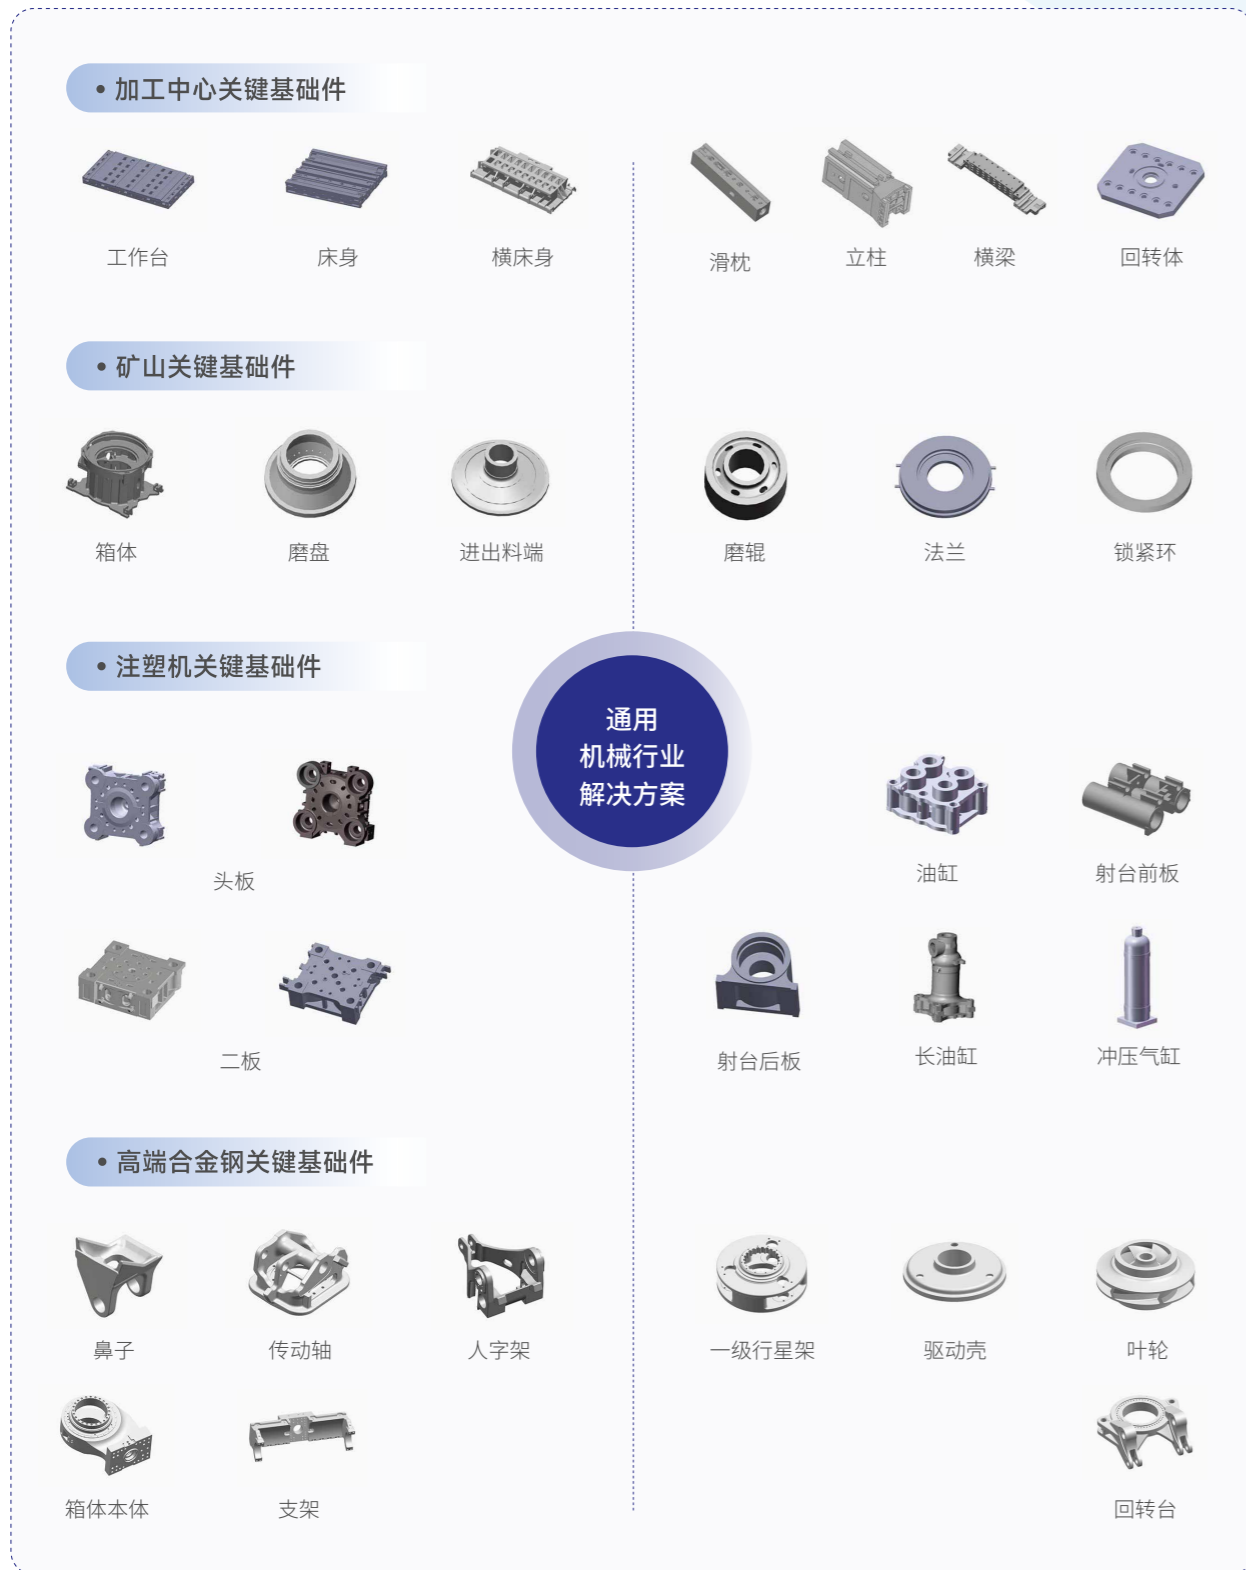 • 加工中心关键基础件
工作台
床身
横床身
滑枕
立柱
横梁
回转体
• 矿山关键基础件
箱体
磨盘
进出料端
磨辊
法兰
锁紧环
• 注塑机关键基础件
通用
机械行业
解决方案
头板
油缸
射台前板
二板
射台后板
长油缸
冲压气缸
• 高端合金钢关键基础件
鼻子
传动轴
人字架
一级行星架
驱动壳
叶轮
箱体本体
支架
回转台